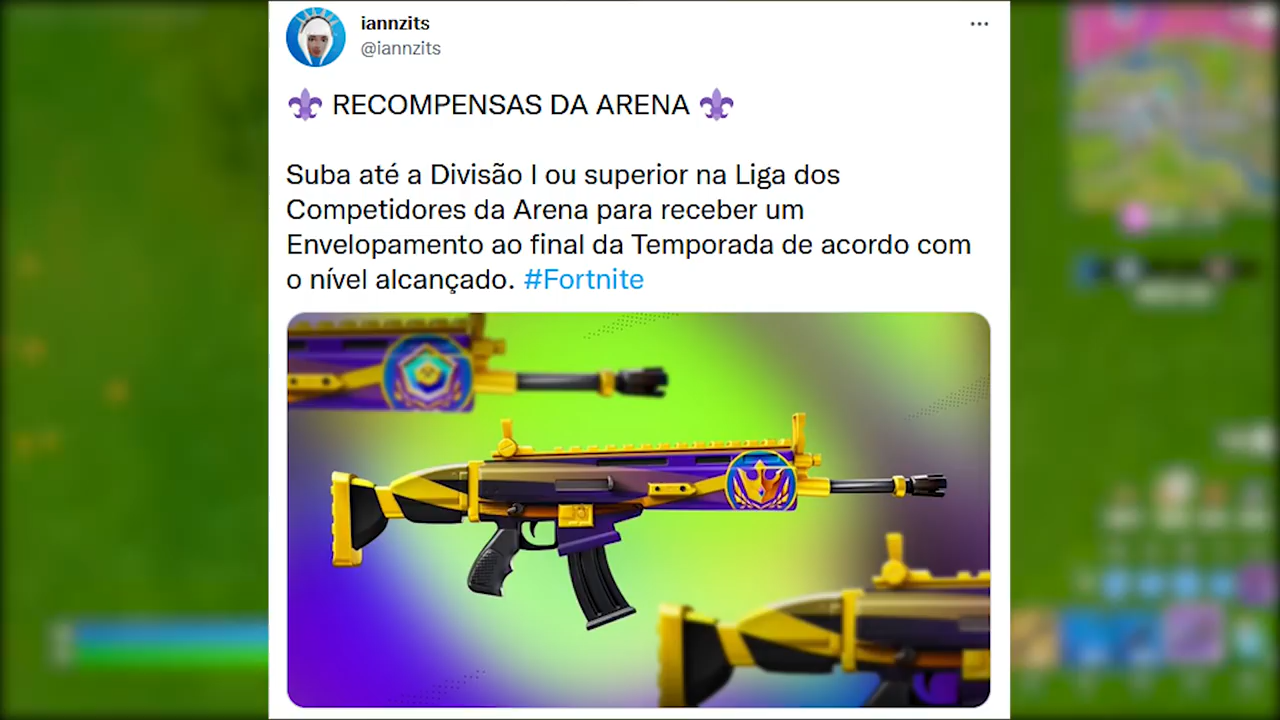 iannzits
@iannzits
RECOMPENSAS DA ARENA
Suba até a Divisão I ou superior na Liga dos
Competidores da Arena para receber um
Envelopamento ao final da Temporada de acordo com
o nível alcançado. #Fortnite